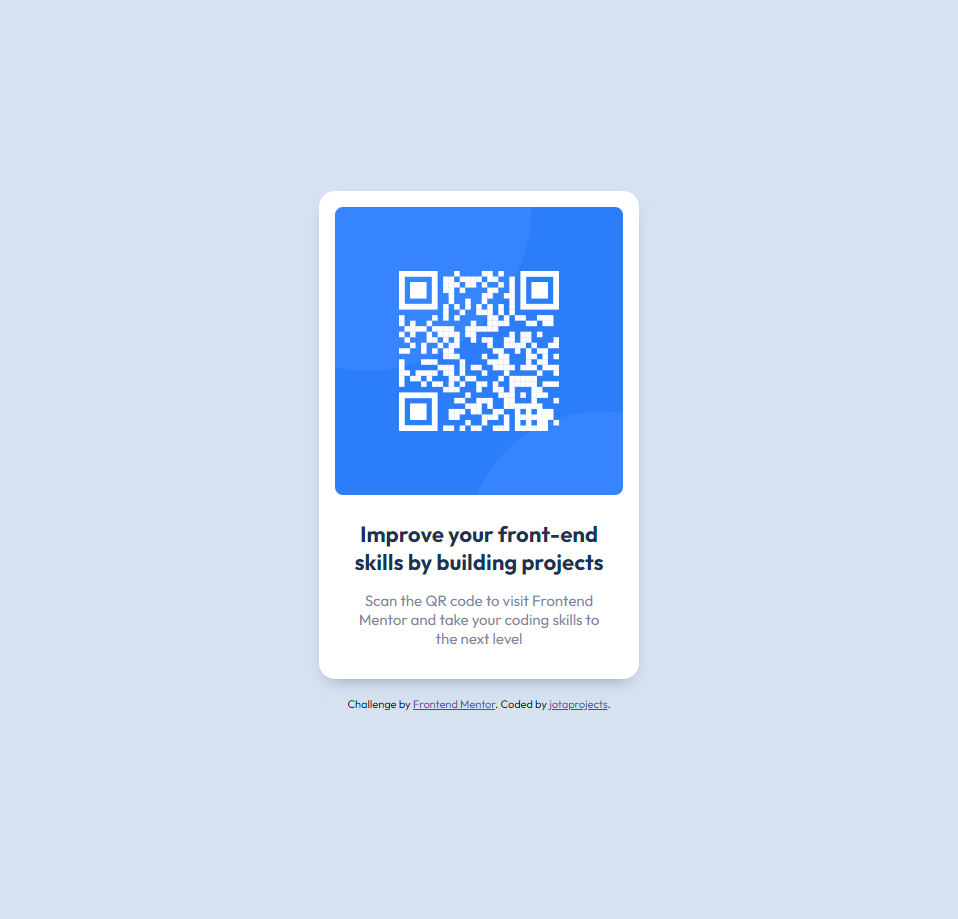 Improve your front-end
skills by building projects
Scan the QR code to visit Frontend
Mentor and take your coding skills to
the next level
Challenge by Frontend Mentor. Coded by jotaprojects.